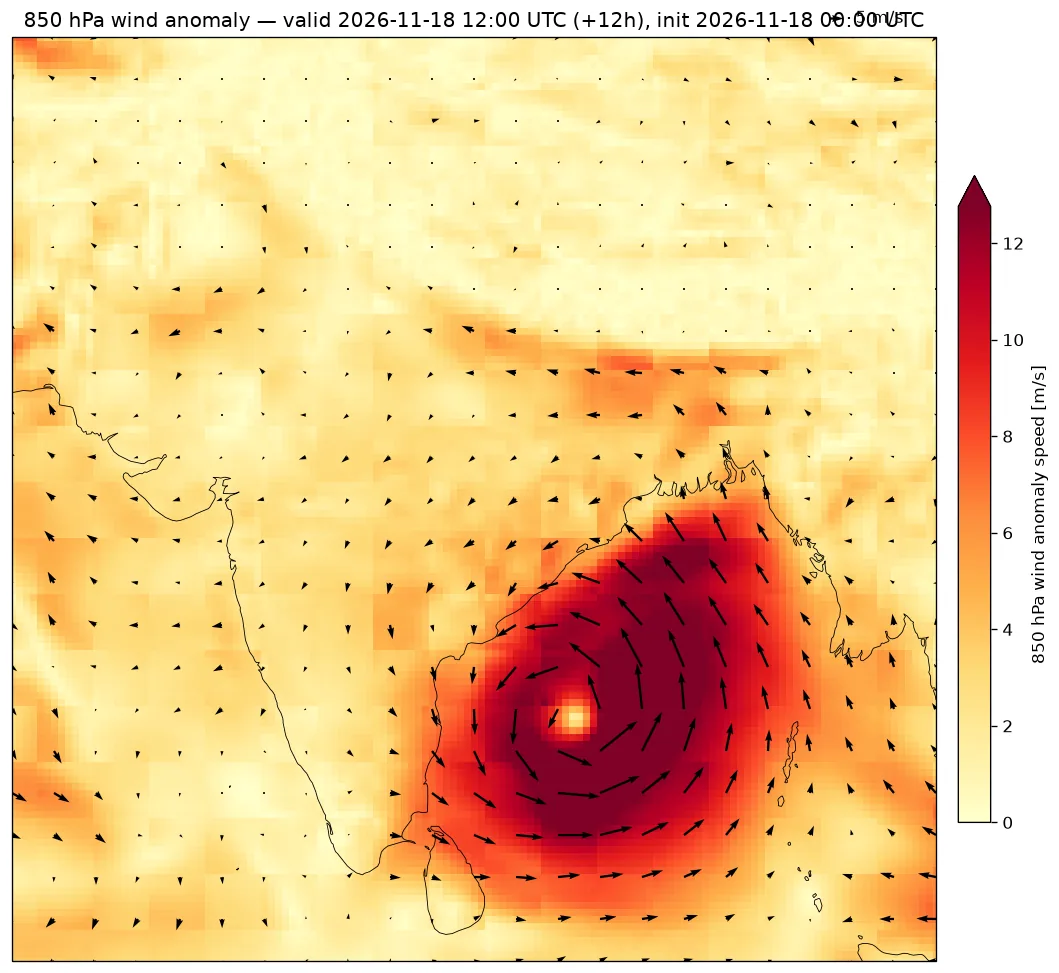 850 hPa wind anomaly — valid 2026-11-18 12:00 UTC (+12h), init 2026-11-18 00:00 UTC
5 m/s
12
10
8
6
4
2
0
850 hPa wind anomaly speed [m/s]